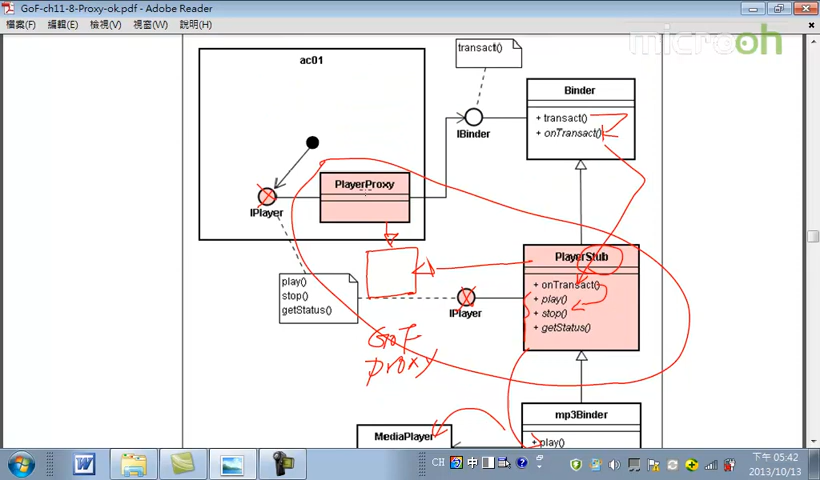 GoF-ch11-8-Proxy-ok.pdf - Adobe Reader
檔案(F) 編輯(E) 檢視(V) 視窗(W) 說明(H)
microoh
ac01
transact()
IBinder
Binder
+ transact()
+ onTransact()
IPlayer
PlayerProxy
play()
stop()
getStatus()
IPlayer
PlayerStub
+ onTransact()
+ play()
+ stop()
+ getStatus()
GoF
proxy
mp3Binder
+ play()
MediaPlayer
CH
下午 05:42
2013/10/13